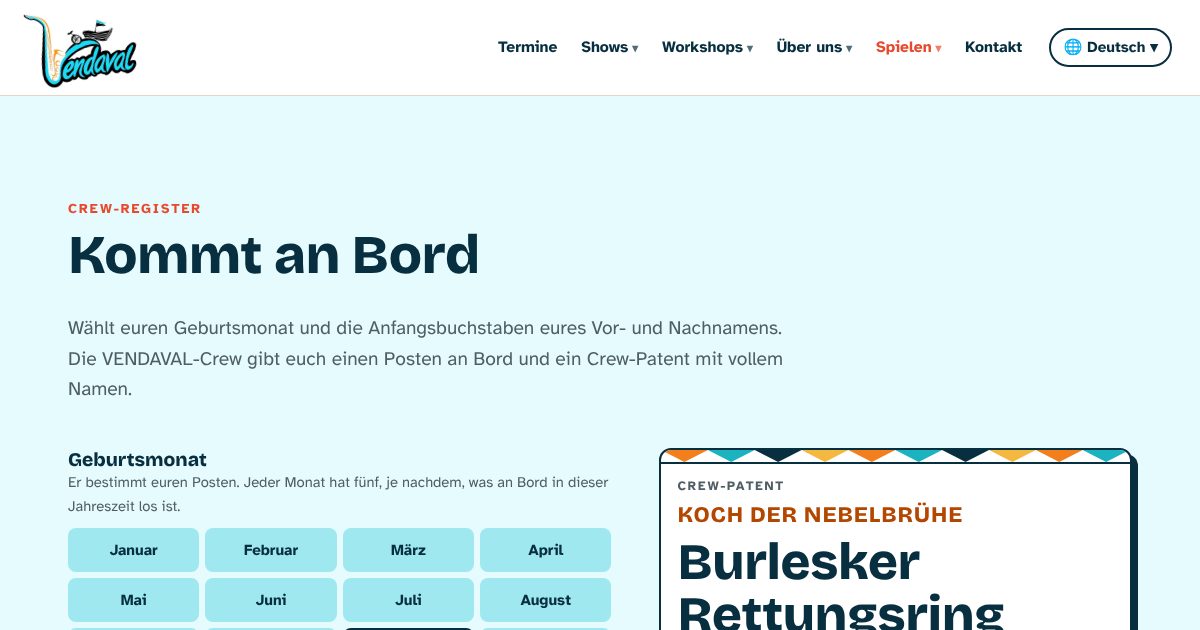 Vendaval
Termine Shows ▾ Workshops ▾ Über uns ▾ Spielen ▾ Kontakt 🌐 Deutsch ▾
CREW-REGISTER
Kommt an Bord
Wählt euren Geburtsmonat und die Anfangsbuchstaben eures Vor- und Nachnamens.
Die VENDAVAL-Crew gibt euch einen Posten an Bord und ein Crew-Patent mit vollem
Namen.
Geburtsmonat
Er bestimmt euren Posten. Jeder Monat hat fünf, je nachdem, was an Bord in dieser
Jahreszeit los ist.
Januar Februar März April
Mai Juni Juli August
CREW-PATENT
KOCH DER NEBELBRÜHE
Burlesker
Rettungsring